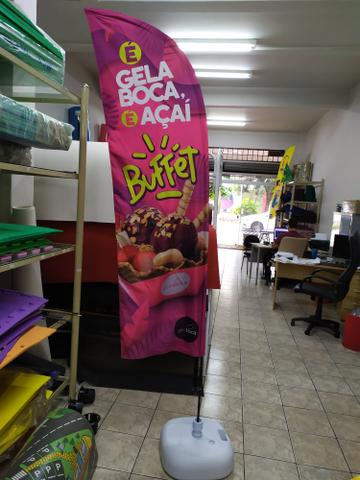 É
GELA
BOCA,
É AÇAÍ
BUFFET